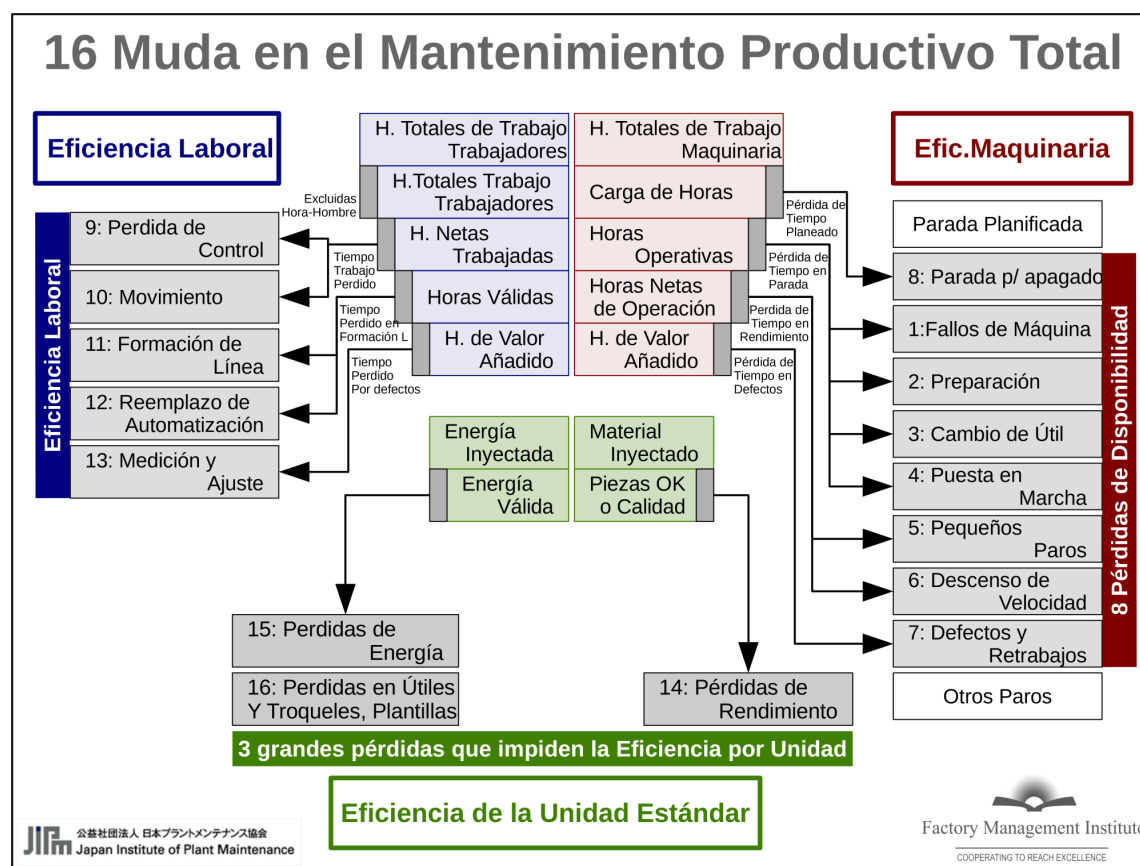 16 Muda en el Mantenimiento Productivo Total
Eficiencia Laboral
H. Totales de Trabajo
Trabajadores
H. Totales de Trabajo
Maquinaria
Efic.Maquinaria
H.Totales Trabajo
Trabajadores
Carga de Horas
Excluidas
Hora-Hombre
Pérdida de
Tiempo
Planeado
Eficiencia Laboral
9: Perdida de
Control
H. Netas
Trabajadas
Horas
Operativas
Parada Planificada
Tiempo
Trabajo
Perdido
Pérdida de
Tiempo en
Parada
10: Movimiento
Horas Válidas
Horas Netas
de Operación
8: Parada p/ apagado
Tiempo
Perdido en
Formación L
Perdida de
Tiempo en
Rendimiento
11: Formación de
Línea
H. de Valor
Añadido
H. de Valor
Añadido
1:Fallos de Máquina
Tiempo
Perdido
Por defectos
Pérdida de
Tiempo en
Defectos
12: Reemplazo de
Automatización
2: Preparación
13: Medición y
Ajuste
Energía
Inyectada
Material
Inyectado
3: Cambio de Útil
Energía
Válida
Piezas OK
o Calidad
4: Puesta en
Marcha
5: Pequeños
Paros
6: Descenso de
Velocidad
7: Defectos y
Retrabajos
8 Pérdidas de Disponibilidad
Otros Paros
15: Perdidas de
Energía
16: Perdidas en Útiles
Y Troqueles, Plantillas
14: Pérdidas de
Rendimiento
3 grandes pérdidas que impiden la Eficiencia por Unidad
Eficiencia de la Unidad Estándar
JIPm
公益社団法人 日本プラントメンテナンス協会
Japan Institute of Plant Maintenance
Factory Management Institute
COOPERATING TO REACH EXCELLENCE